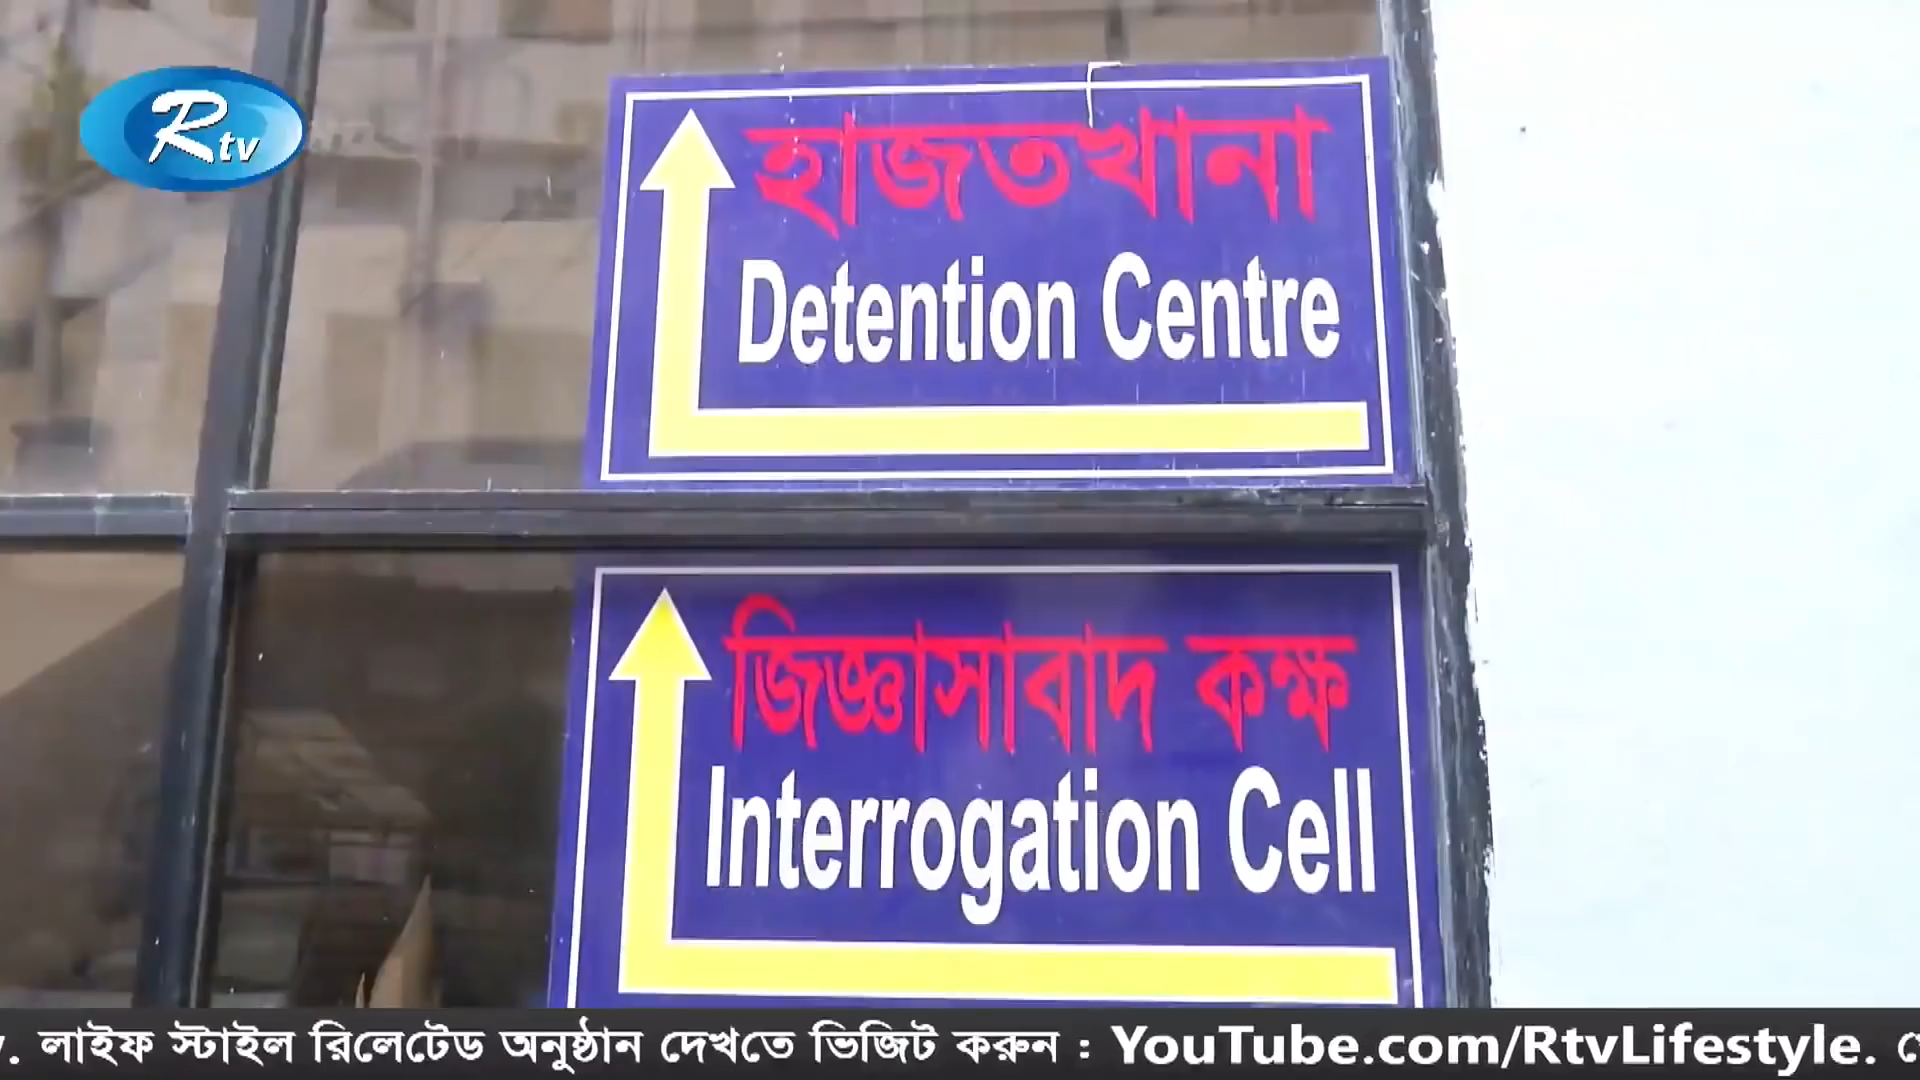 Rtv
হাজতখানা
Detention Centre
জিজ্ঞাসাবাদ কক্ষ
Interrogation Cell
লাইফ স্টাইল রিলেটেড অনুষ্ঠান দেখতে ভিজিট করুন : YouTube.com/RtvLifestyle.